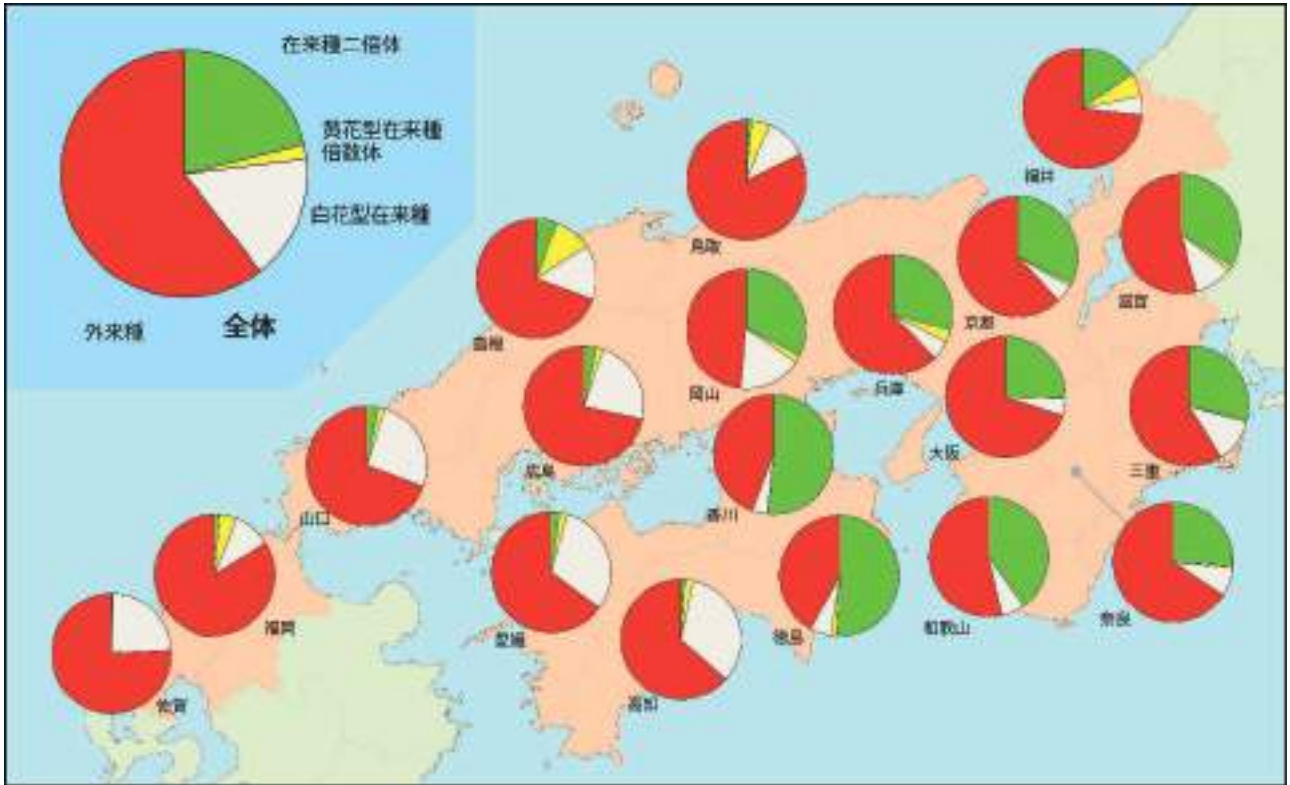 在来種二倍体
黄花型在来種
倍数体
白花型在来種
外来種
全体
福井
鳥取
滋賀
島根
京都
岡山
兵庫
大阪
三重
広島
香川
山口
奈良
福岡
愛媛
徳島
和歌山
佐賀
高知